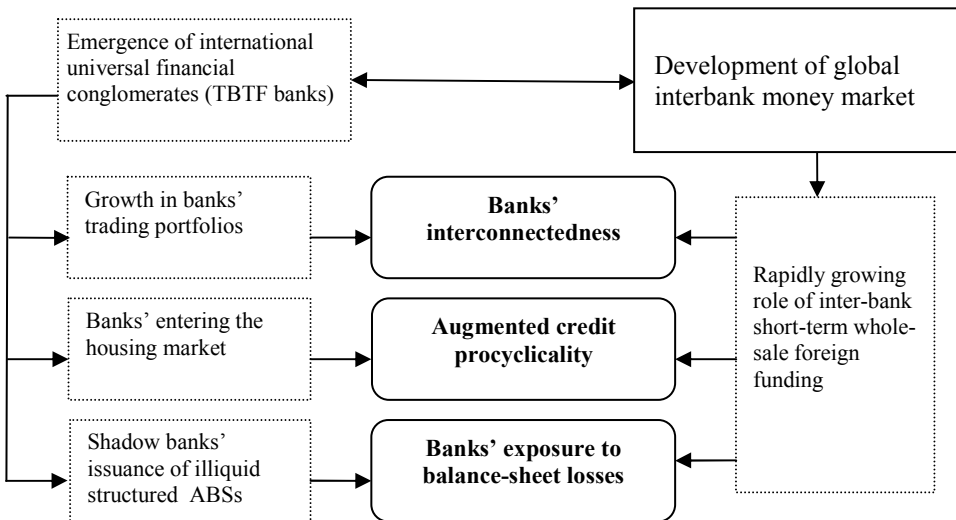 Emergence of international
universal financial
conglomerates (TBTF banks)
Development of global
interbank money market
Growth in banks’
trading portfolios
Banks’
interconnectedness
Rapidly growing
role of inter-bank
short-term whole-
sale foreign
funding
Banks’ entering the
housing market
Augmented credit
procyclicality
Shadow banks’
issuance of illiquid
structured ABSs
Banks’ exposure to
balance-sheet losses